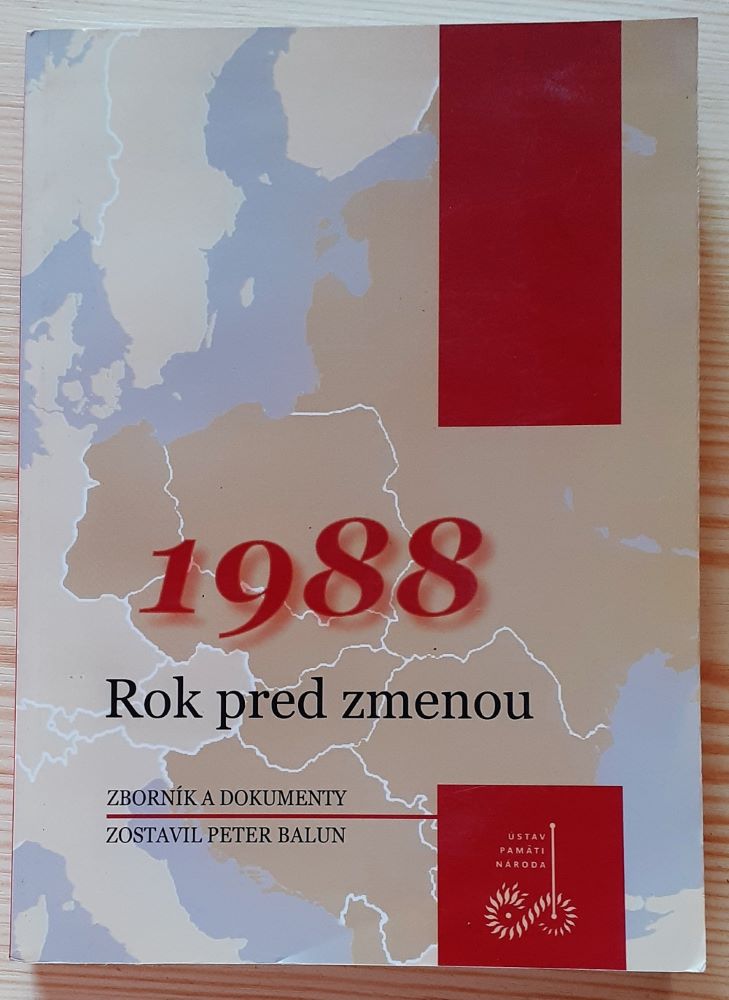 1988
Rok pred zmenou
ZBORNÍK A DOKUMENTY
ZOSTAVIL PETER BALUN
ÚSTAV
PAMÄTI
NÁRODA